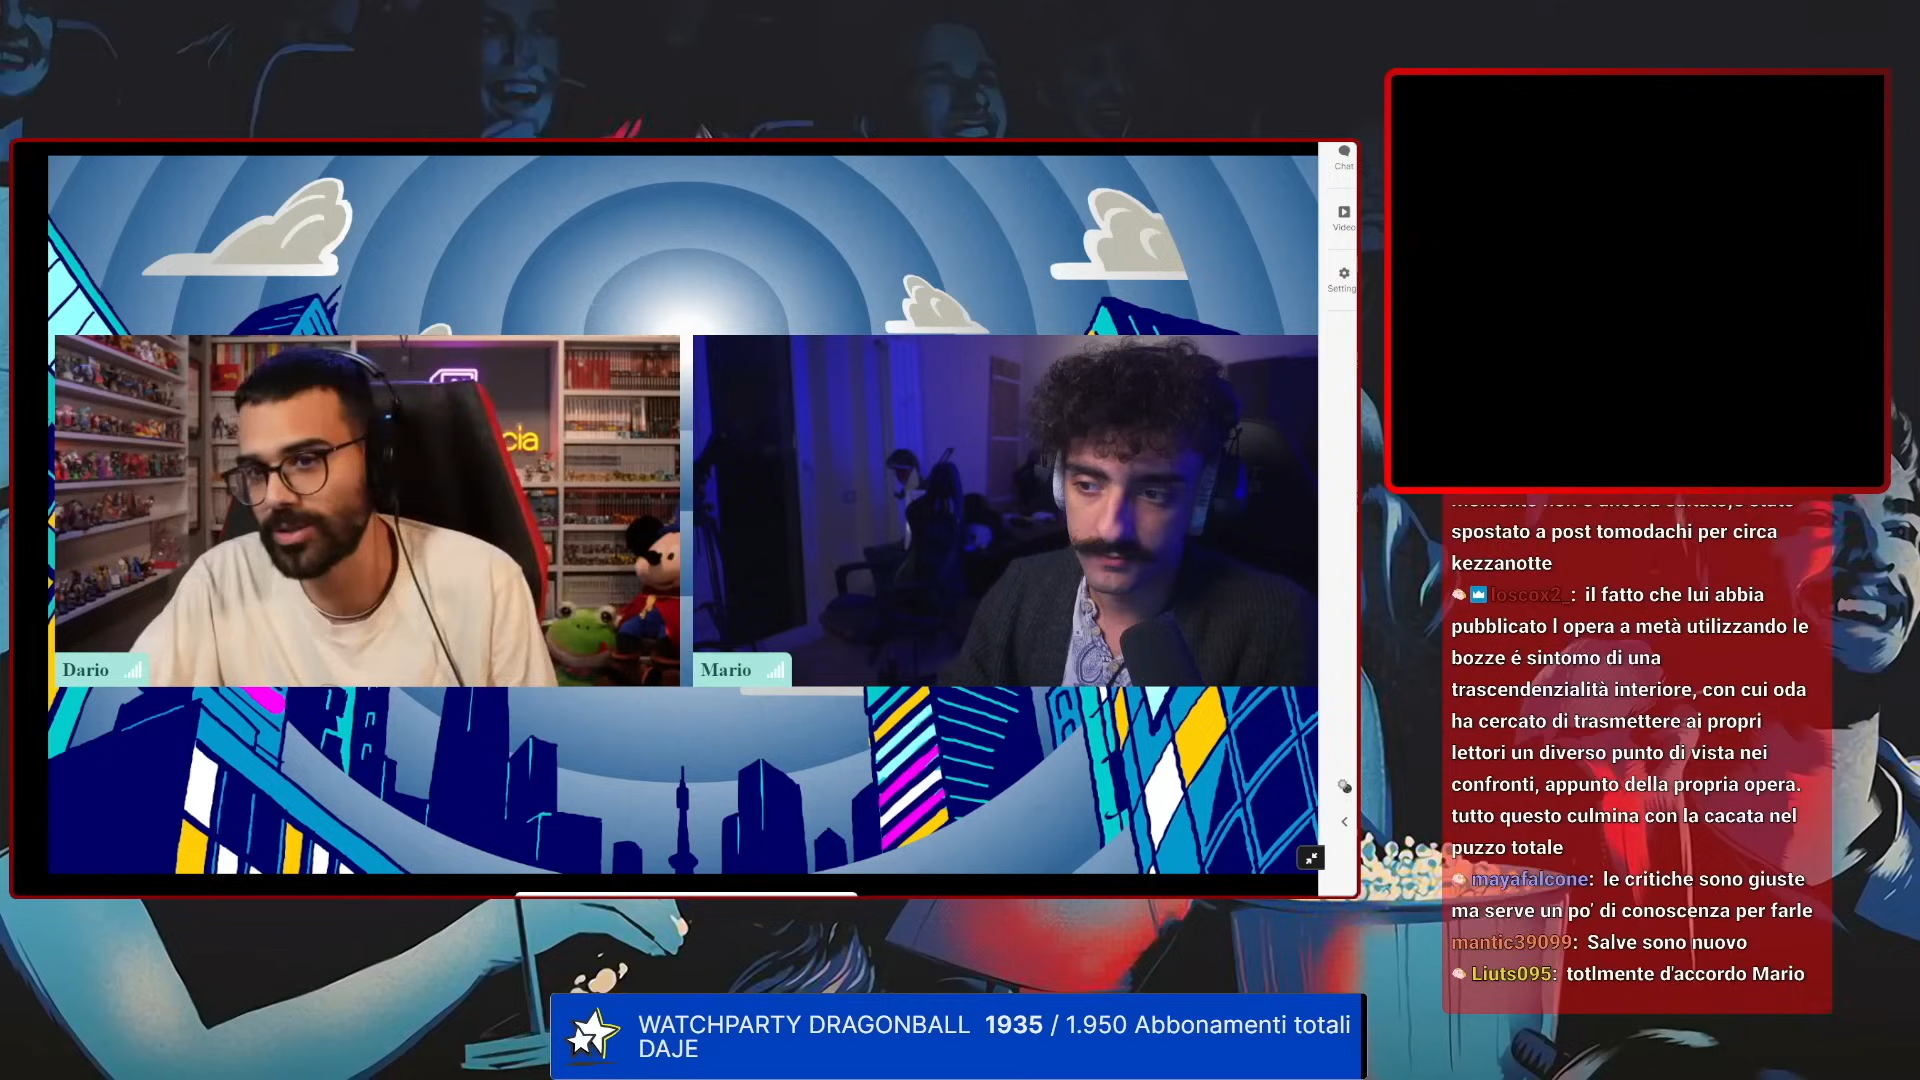 Chat
Video
Setting
cia
Dario
Mario
spostato a post tomodachi per circa
kezzanotte
loscox2_: il fatto che lui abbia
pubblicato l opera a metà utilizzando le
bozze é sintomo di una
trascendenzialità interiore, con cui oda
ha cercato di trasmettere ai propri
lettori un diverso punto di vista nei
confronti, appunto della propria opera.
tutto questo culmina con la cacata nel
puzzo totale
mayafalcone: le critiche sono giuste
ma serve un po' di conoscenza per farle
mantic39099: Salve sono nuovo
Liuts095: totlmente d'accordo Mario
WATCHPARTY DRAGONBALL 1935 / 1.950 Abbonamenti totali
DAJE